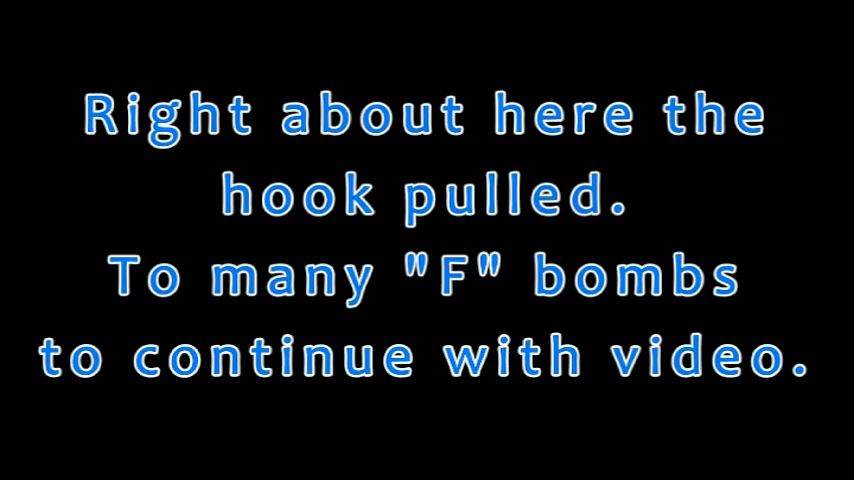 Right about here the
hook pulled.
To many "F" bombs
to continue with video.